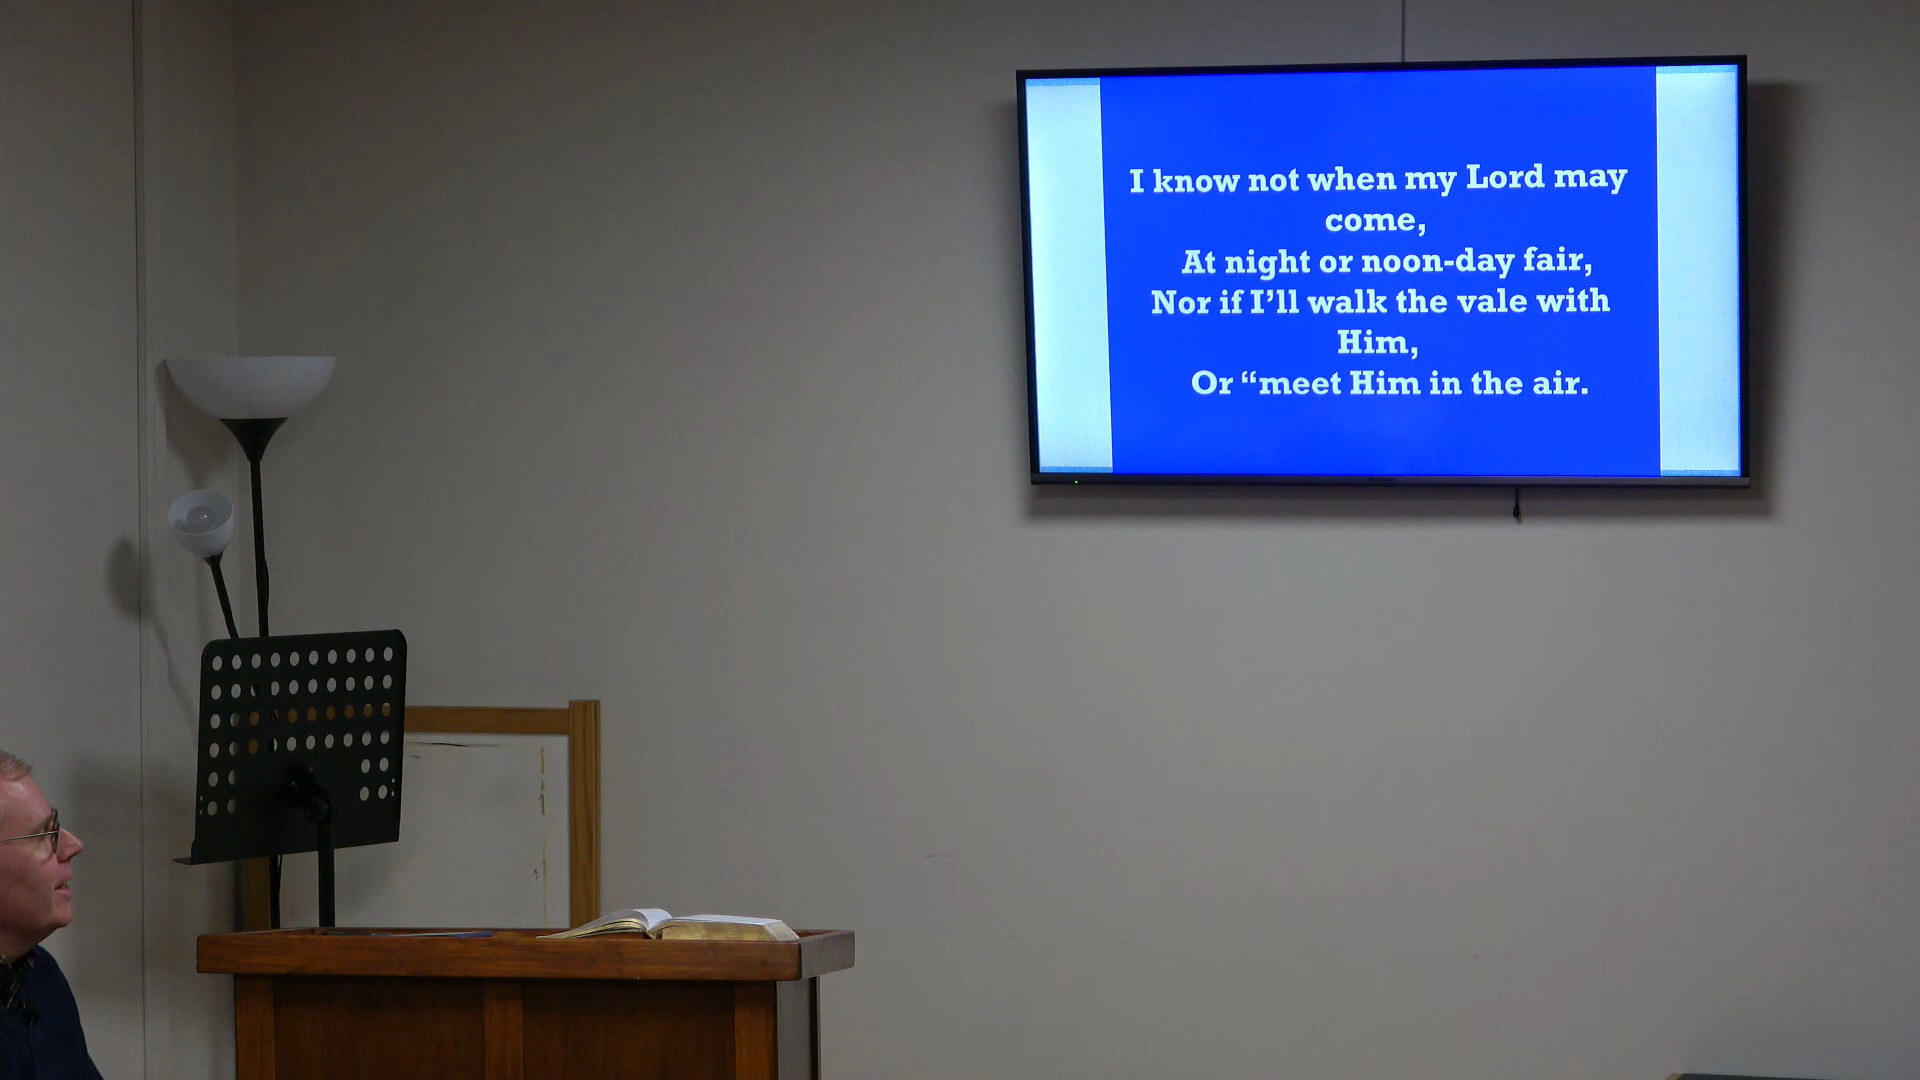 I know not when my Lord may
come,
At night or noon-day fair,
Nor if I’ll walk the vale with
Him,
Or “meet Him in the air.